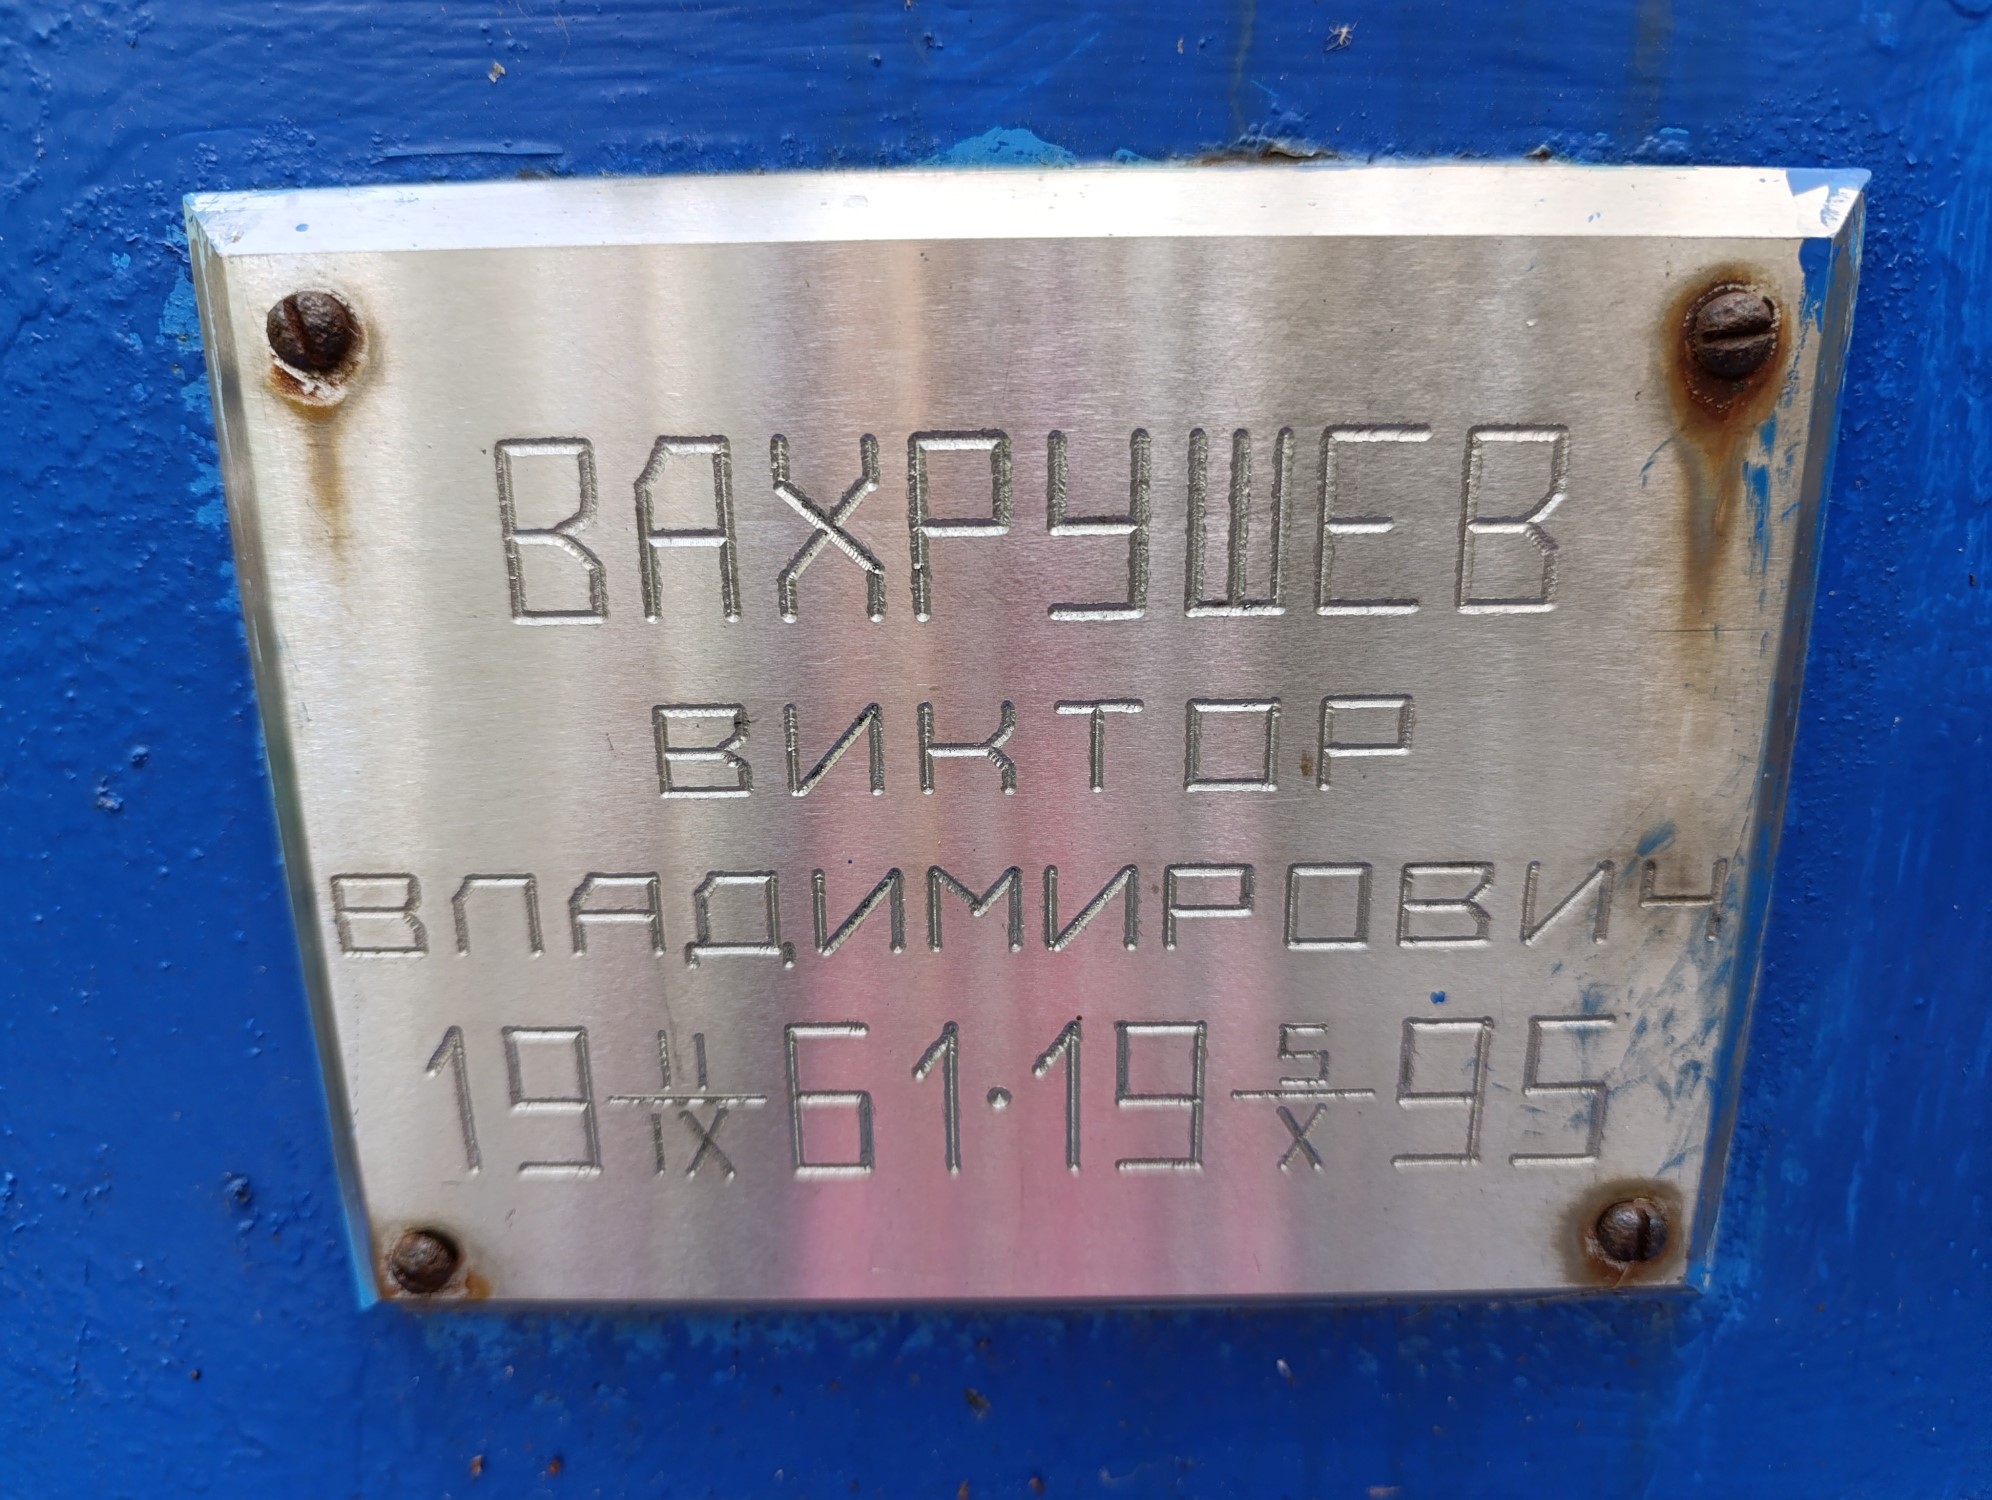 ВАХРУШЕВ
ВИКТОР
ВЛАДИМИРОВИЧ
19 11/IX 61 · 19 5/X 95